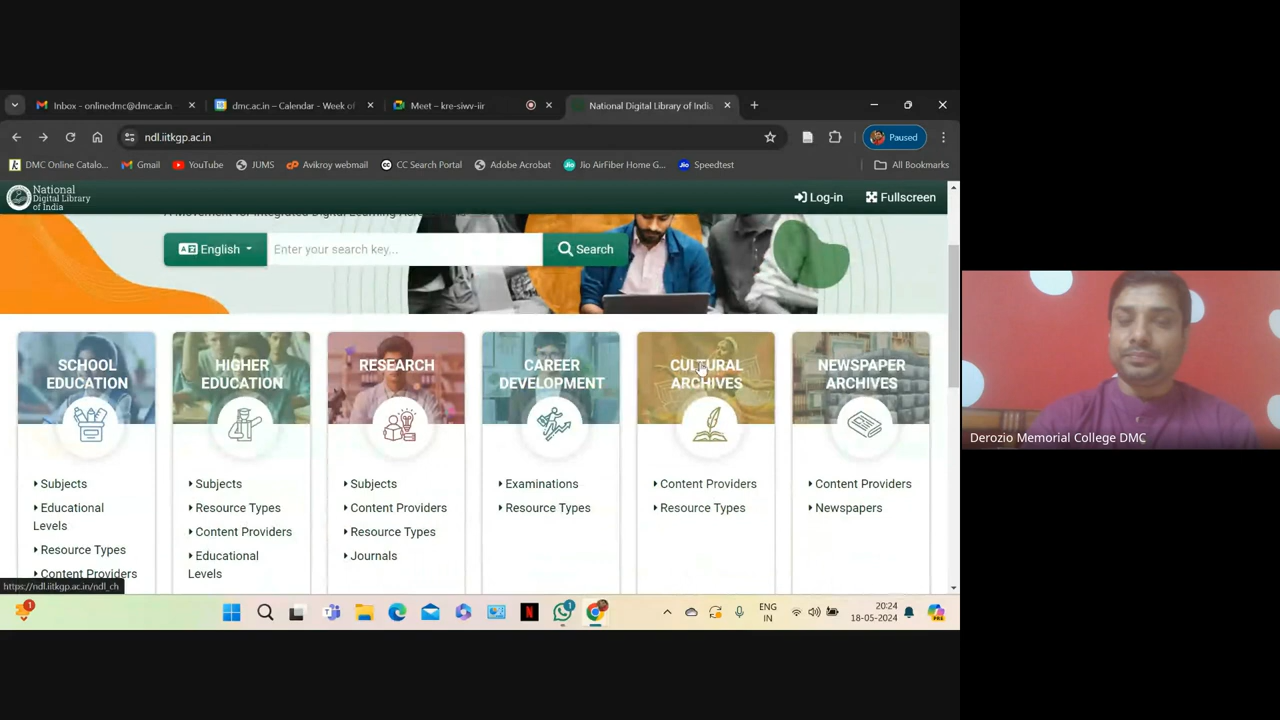 Inbox - onlinedmc@dmc.ac.in
dmc.ac.in – Calendar - Week of
Meet – kre-siwv-iir
National Digital Library of India
ndl.iitkgp.ac.in
Paused
DMC Online Catalo...
Gmail
YouTube
JUMS
Avikroy webmail
CC Search Portal
Adobe Acrobat
Jio AirFiber Home G...
Speedtest
All Bookmarks
National
Digital Library
of India
Log-in
Fullscreen
English
Enter your search key...
Search
SCHOOL
EDUCATION
Subjects
Educational
Levels
Resource Types
Content Providers
HIGHER
EDUCATION
Subjects
Resource Types
Content Providers
Educational
Levels
RESEARCH
Subjects
Content Providers
Resource Types
Journals
CAREER
DEVELOPMENT
Examinations
Resource Types
CULTURAL
ARCHIVES
Content Providers
Resource Types
NEWSPAPER
ARCHIVES
Content Providers
Newspapers
https://ndl.iitkgp.ac.in/ndl_ch
ENG
IN
20:24
18-05-2024
Derozio Memorial College DMC